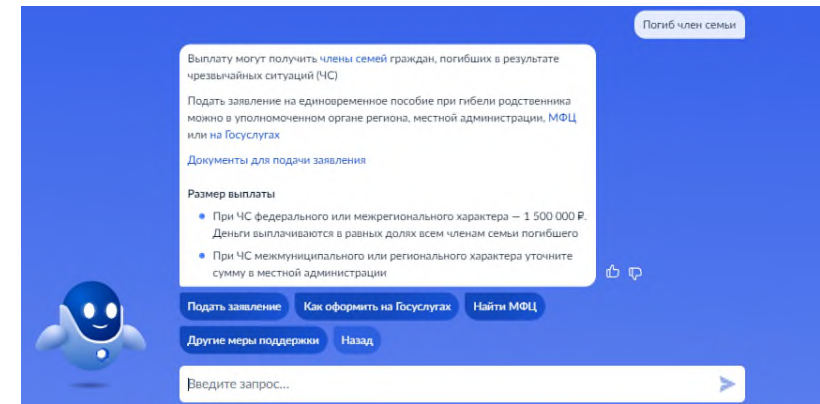 Погиб член семьи
Выплату могут получить члены семей граждан, погибших в результате
чрезвычайных ситуаций (ЧС)
Подать заявление на единовременное пособие при гибели родственника
можно в уполномоченном органе региона, местной администрации, МФЦ
или на Госуслугах
Документы для подачи заявления
Размер выплаты
• При ЧС федерального или межрегионального характера — 1 500 000 ₽.
Деньги выплачиваются в равных долях всем членам семьи погибшего
• При ЧС межмуниципального или регионального характера уточните
сумму в местной администрации
Подать заявление Как оформить на Госуслугах Найти МФЦ
Другие меры поддержки Назад
Введите запрос...